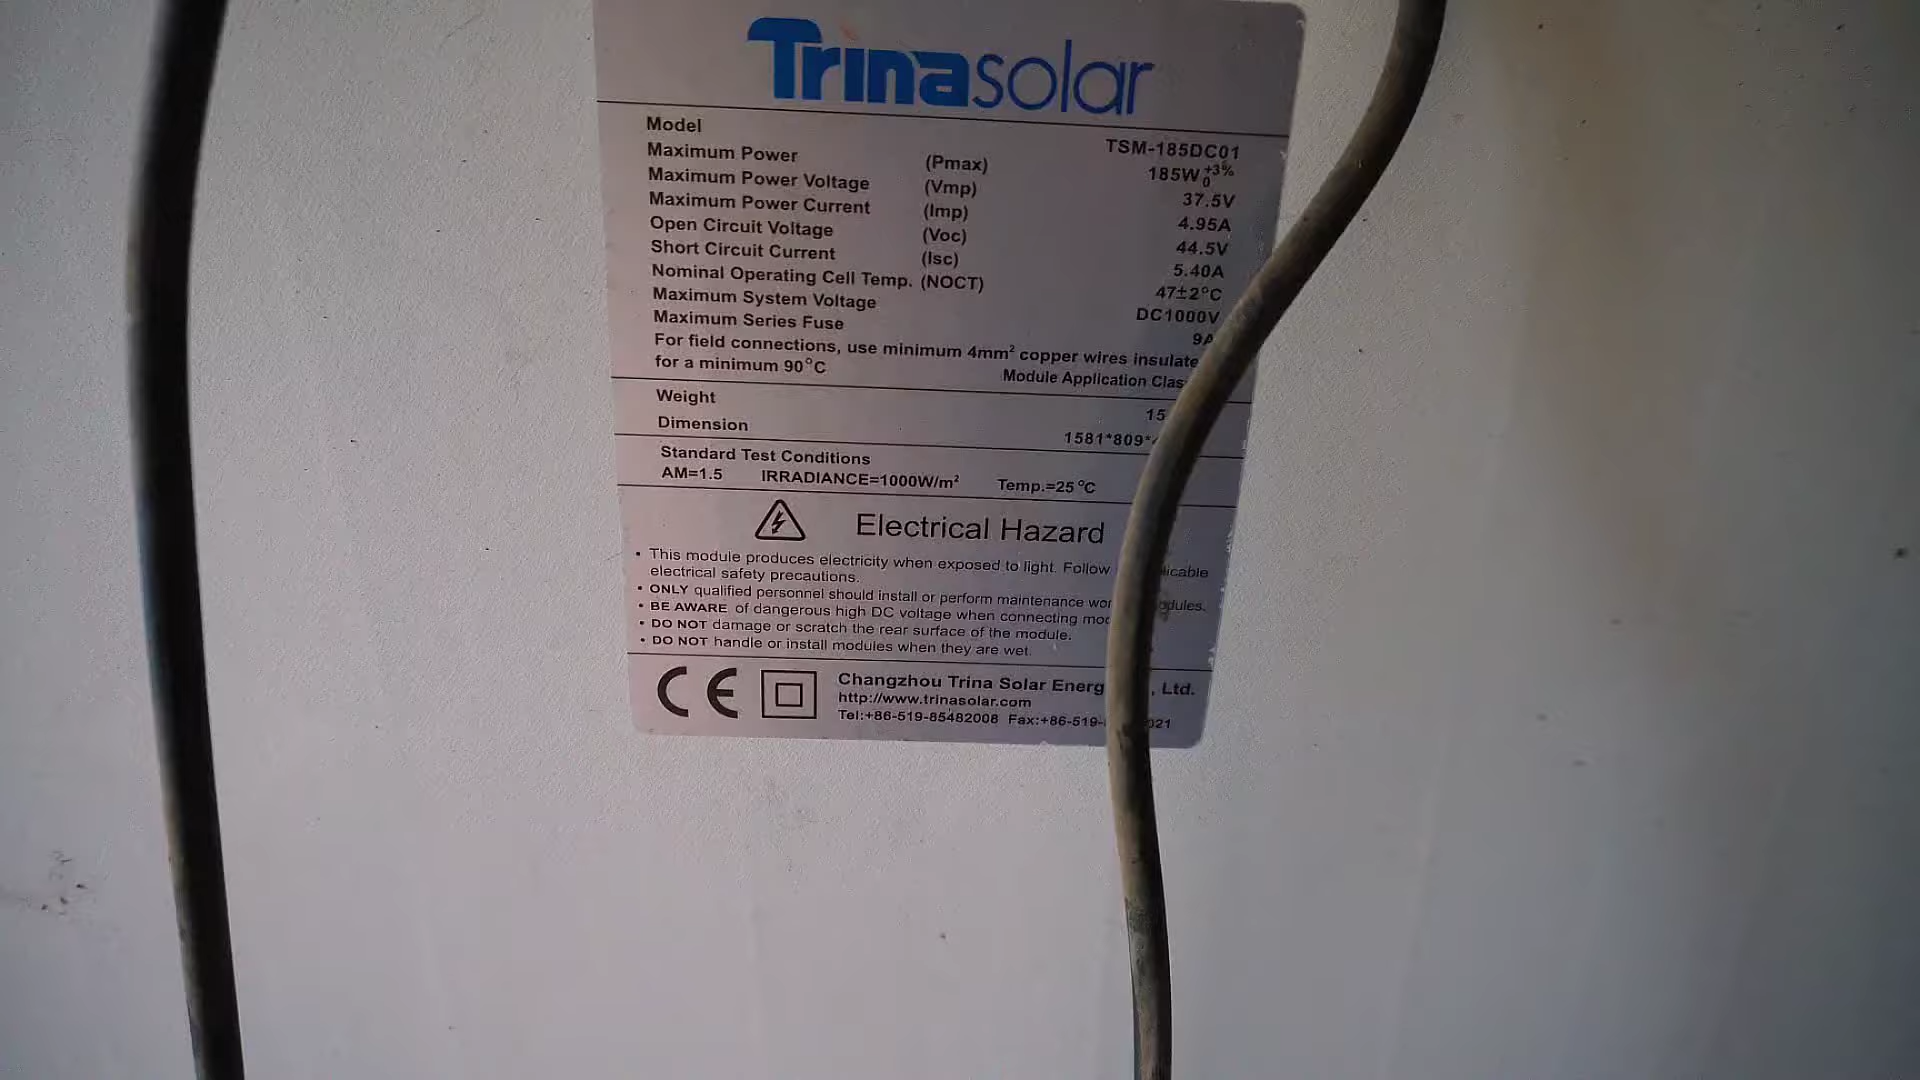 Trinasolar
Model TSM-185DC01
Maximum Power (Pmax) 185W +3% 0
Maximum Power Voltage (Vmp) 37.5V
Maximum Power Current (Imp) 4.95A
Open Circuit Voltage (Voc) 44.5V
Short Circuit Current (Isc) 5.40A
Nominal Operating Cell Temp. (NOCT) 47±2°C
Maximum System Voltage DC1000V
Maximum Series Fuse 9A
For field connections, use minimum 4mm² copper wires
for a minimum 90°C
Module Application
Weight 15
Dimension 1581*809*
Standard Test Conditions
AM=1.5 IRRADIANCE=1000W/m² Temp.=25°C
Electrical Hazard
• This module produces electricity when exposed to light. Follow
electrical safety precautions.
• ONLY qualified personnel should install or perform maintenance
• BE AWARE of dangerous high DC voltage when connecting
• DO NOT damage or scratch the rear surface of the module.
• DO NOT handle or install modules when they are wet.
CE
Changzhou Trina Solar , Ltd.
http://www.trinasolar.com
Tel:+86-519-85482008 Fax:+86-519-